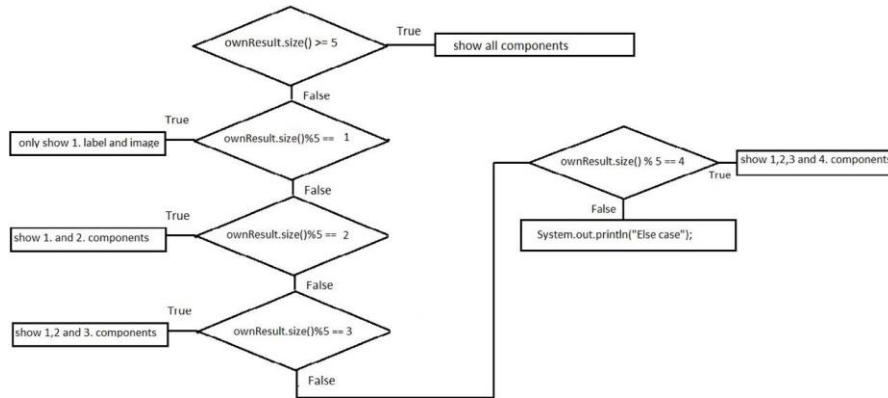 ownResult.size() >= 5
True
show all components
False
True
only show 1. label and image
ownResult.size()%5 == 1
False
True
show 1. and 2. components
ownResult.size()%5 == 2
False
True
show 1,2 and 3. components
ownResult.size()%5 == 3
False
ownResult.size() % 5 == 4
True
show 1,2,3 and 4. components
False
System.out.println("Else case");